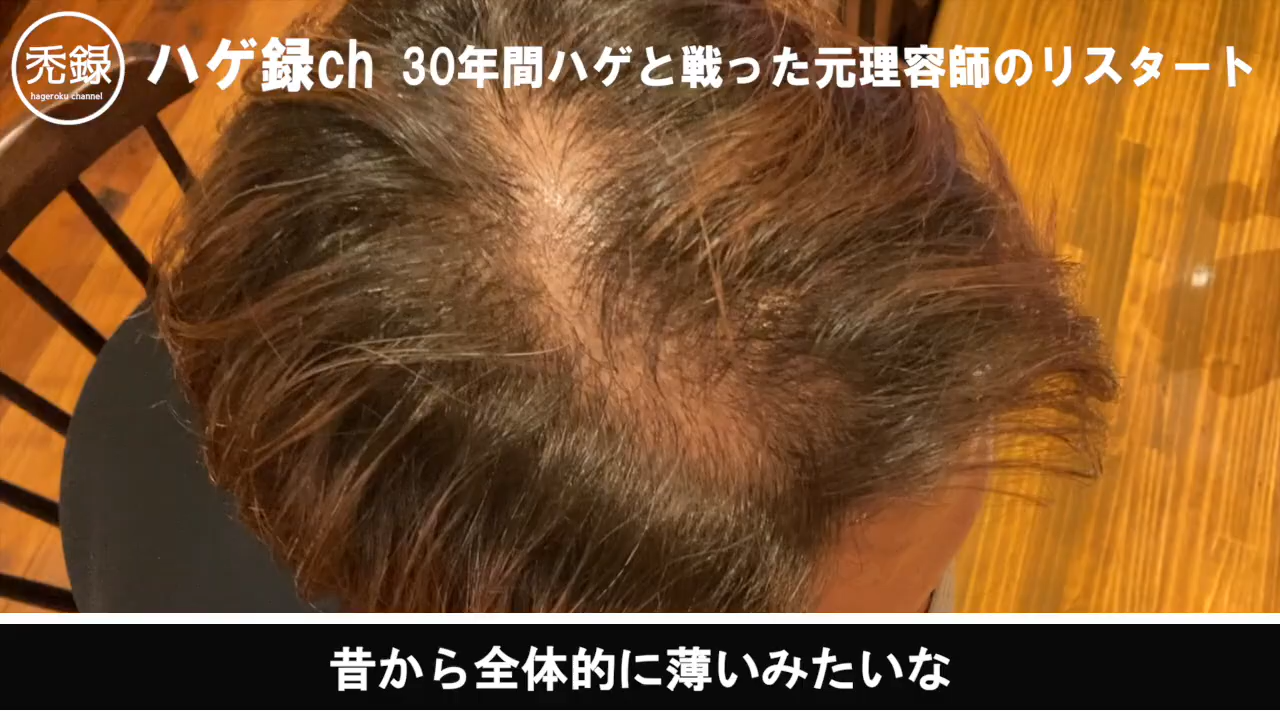 禿録
hageroku channel
ハゲ録ch 30年間ハゲと戦った元理容師のリスタート
昔から全体的に薄いみたいな